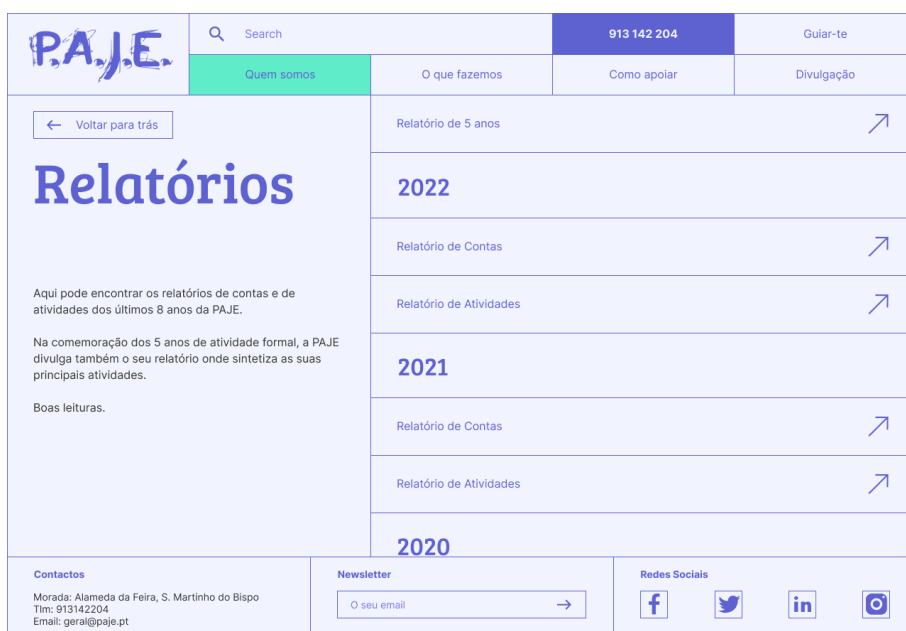 P.A.J.E.
Search
913 142 204
Guiar-te
Quem somos
O que fazemos
Como apoiar
Divulgação
Voltar para trás
Relatórios
Aqui pode encontrar os relatórios de contas e de
atividades dos últimos 8 anos da PAJE.
Na comemoração dos 5 anos de atividade formal, a PAJE
divulga também o seu relatório onde sintetiza as suas
principais atividades.
Boas leituras.
Relatório de 5 anos
2022
Relatório de Contas
Relatório de Atividades
2021
Relatório de Contas
Relatório de Atividades
2020
Contactos
Morada: Alameda da Feira, S. Martinho do Bispo
Tlm: 913142204
Email: geral@paje.pt
Newsletter
O seu email
Redes Sociais